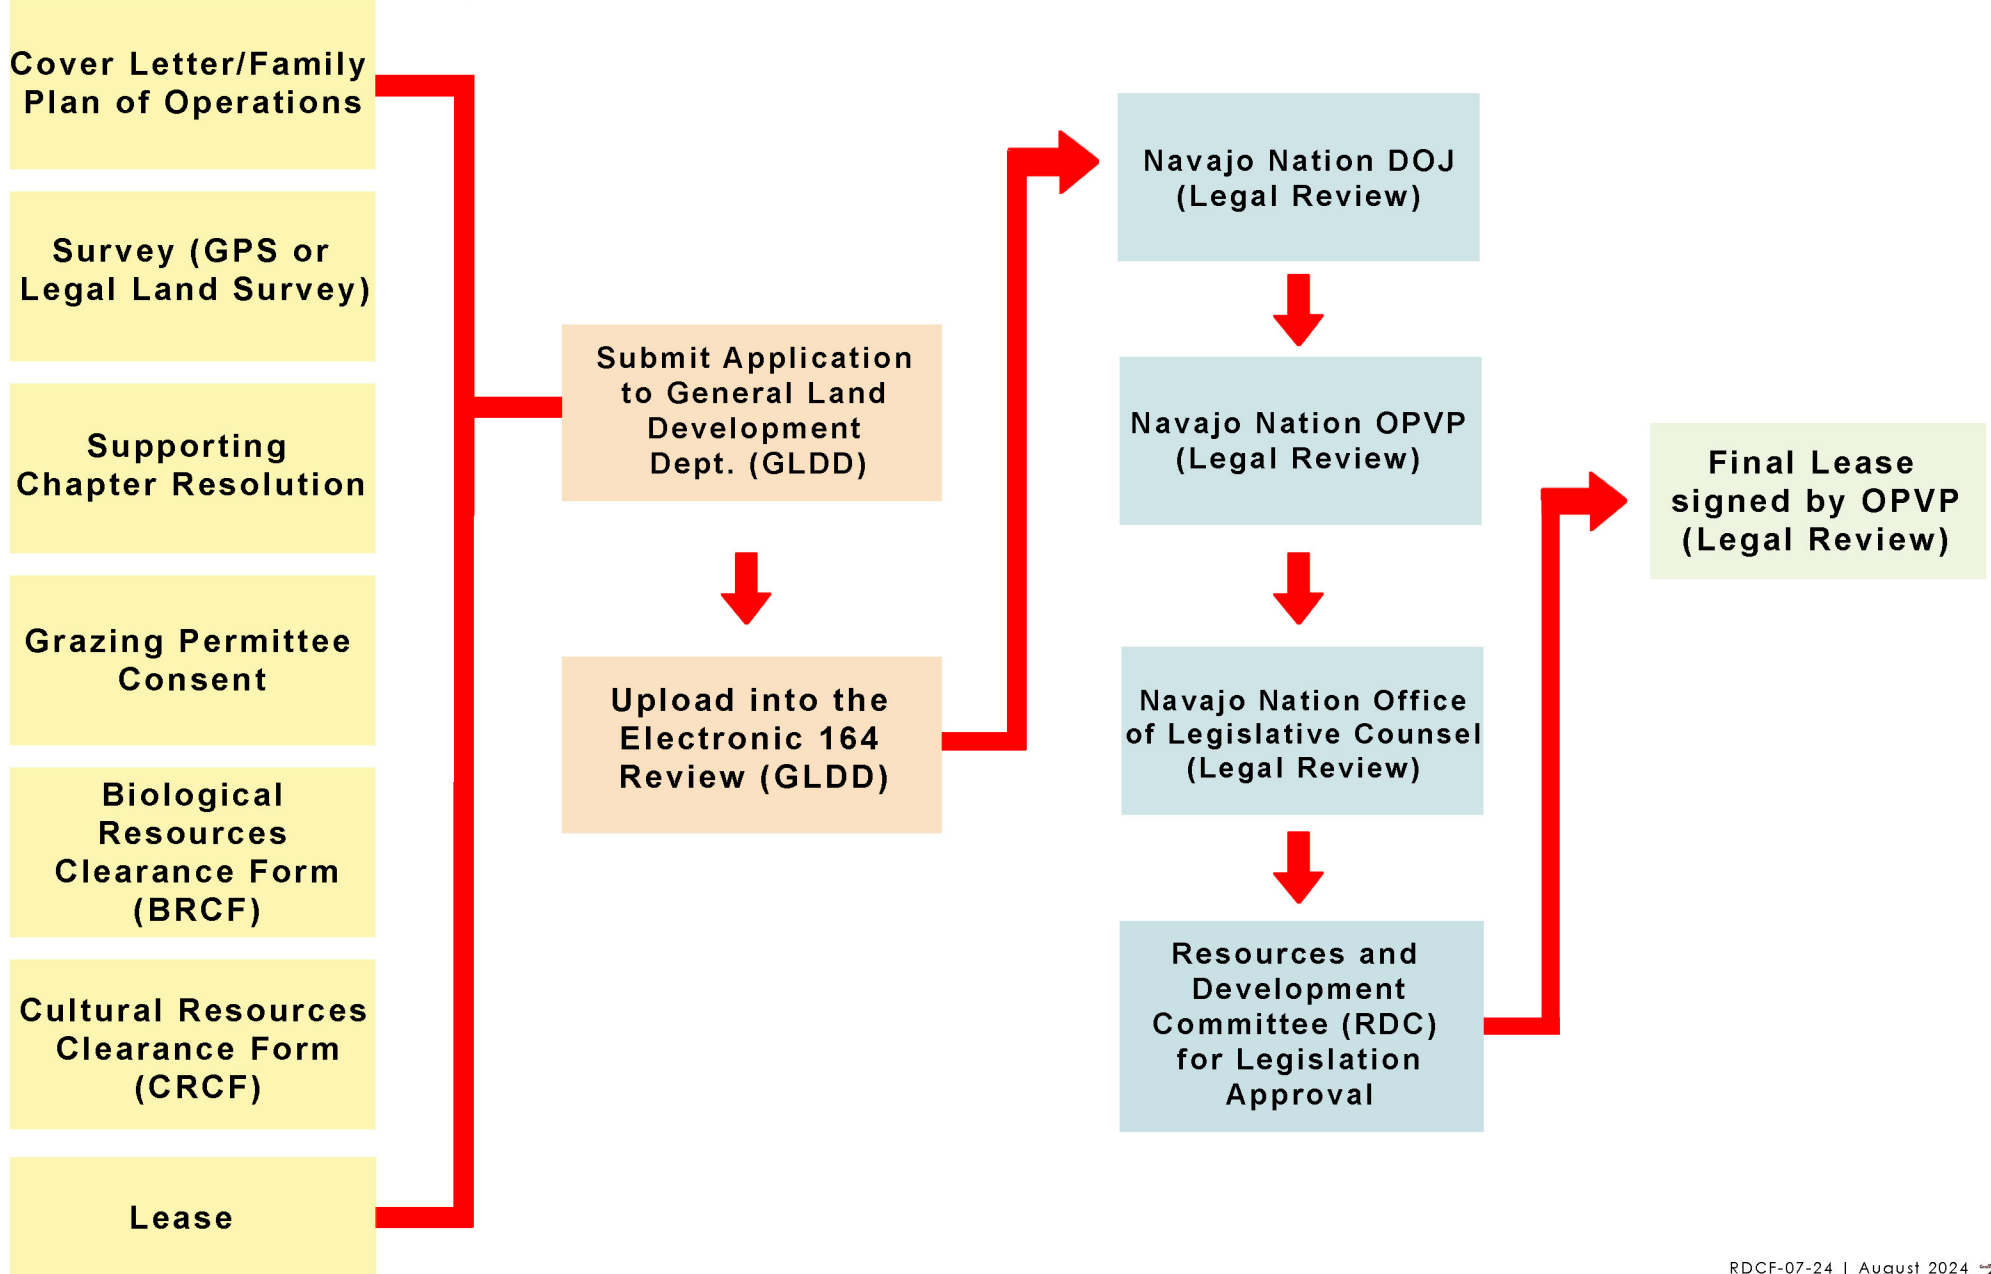 Cover Letter/Family
Plan of Operations
Survey (GPS or
Legal Land Survey)
Supporting
Chapter Resolution
Grazing Permittee
Consent
Biological
Resources
Clearance Form
(BRCF)
Cultural Resources
Clearance Form
(CRCF)
Lease
Submit Application
to General Land
Development
Dept. (GLDD)
Upload into the
Electronic 164
Review (GLDD)
Navajo Nation DOJ
(Legal Review)
Navajo Nation OPVP
(Legal Review)
Navajo Nation Office
of Legislative Counsel
(Legal Review)
Resources and
Development
Committee (RDC)
for Legislation
Approval
Final Lease
signed by OPVP
(Legal Review)
RDCF-07-24 | August 2024